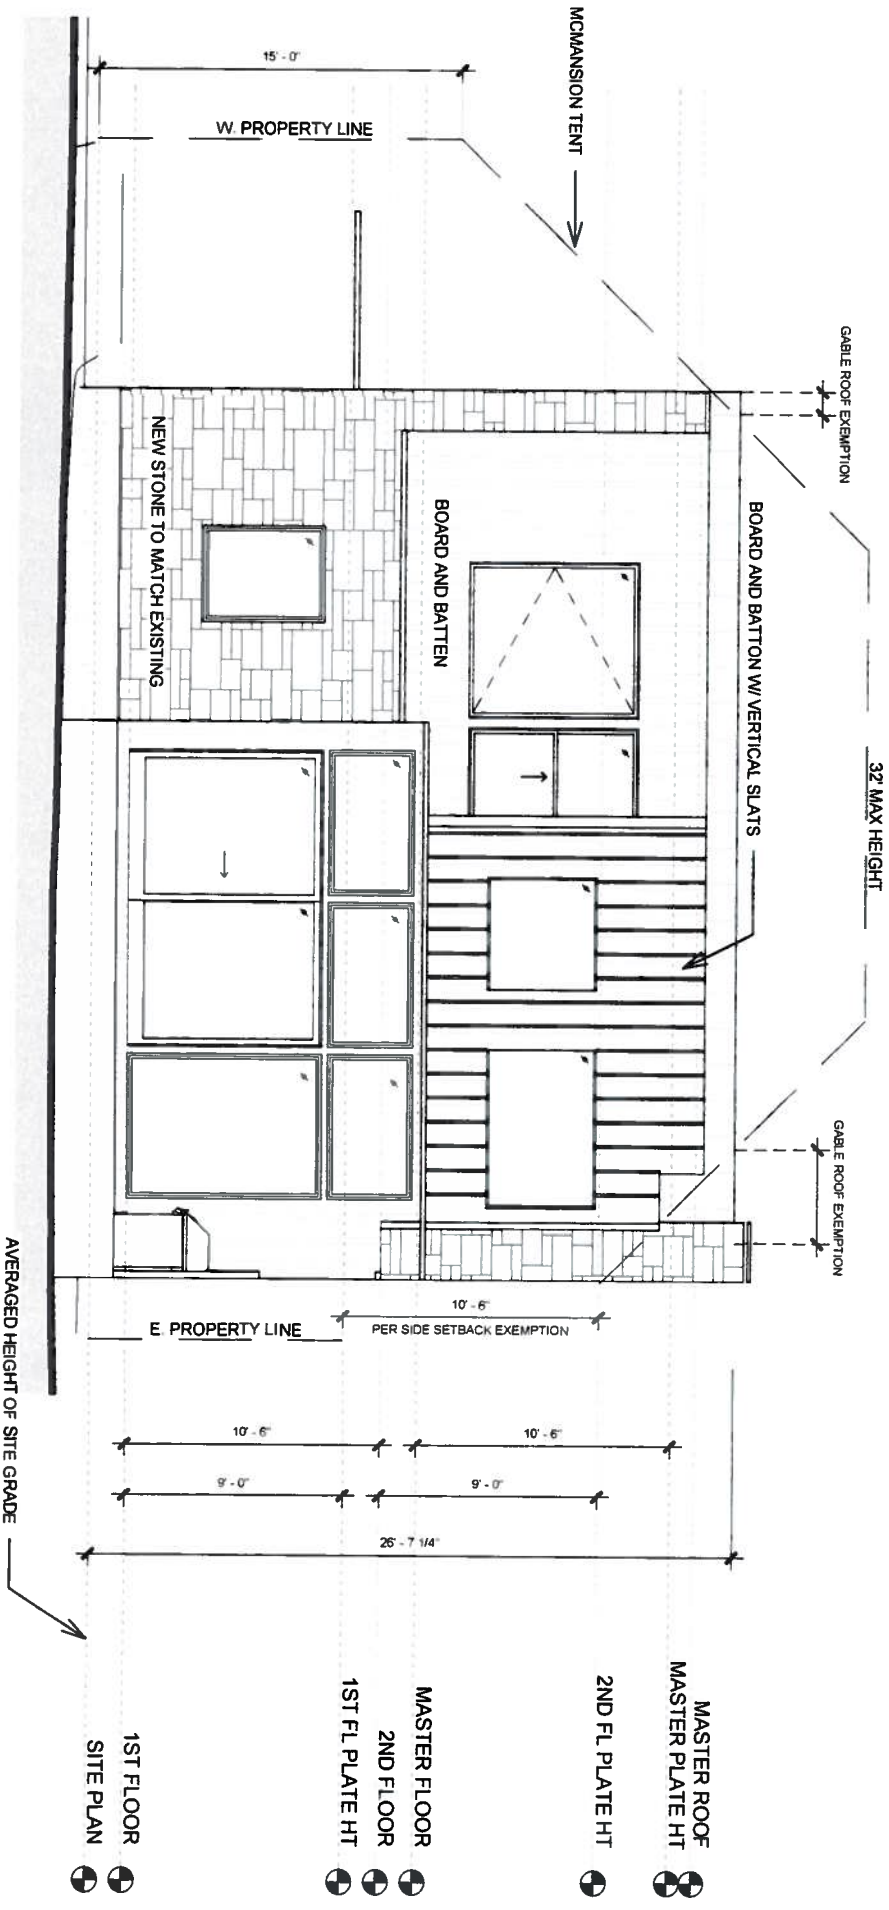 MCMANSION TENT
GABLE ROOF EXEMPTION
32' MAX HEIGHT
GABLE ROOF EXEMPTION
15' - 0"
W. PROPERTY LINE
BOARD AND BATTON W/ VERTICAL SLATS
BOARD AND BATTEN
NEW STONE TO MATCH EXISTING
10' - 6"
PER SIDE SETBACK EXEMPTION
E. PROPERTY LINE
10' - 6"
10' - 6"
9' - 0"
9' - 0"
26' - 7 1/4"
MASTER ROOF
MASTER PLATE HT
2ND FL PLATE HT
MASTER FLOOR
2ND FLOOR
1ST FL PLATE HT
1ST FLOOR
SITE PLAN
AVERAGED HEIGHT OF SITE GRADE